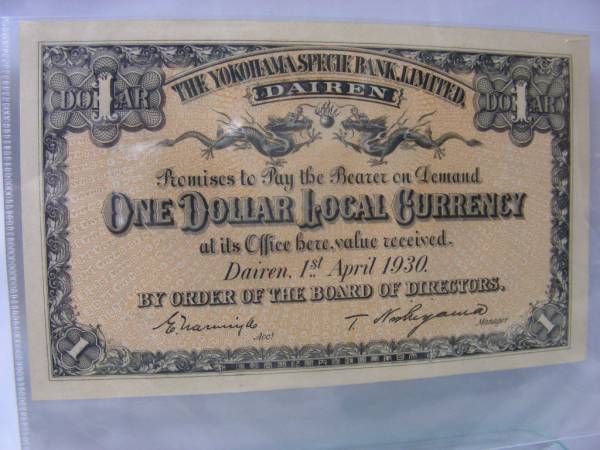 THE YOKOHAMA SPECIE BANK, LIMITED.
DAIREN
DOLLAR 1
DOLLAR 1
Promises to Pay the Bearer on Demand
ONE DOLLAR LOCAL CURRENCY
at its Office here, value received.
Dairen, 1st April 1930.
BY ORDER OF THE BOARD OF DIRECTORS.
Acct
T.
Manager
1
1